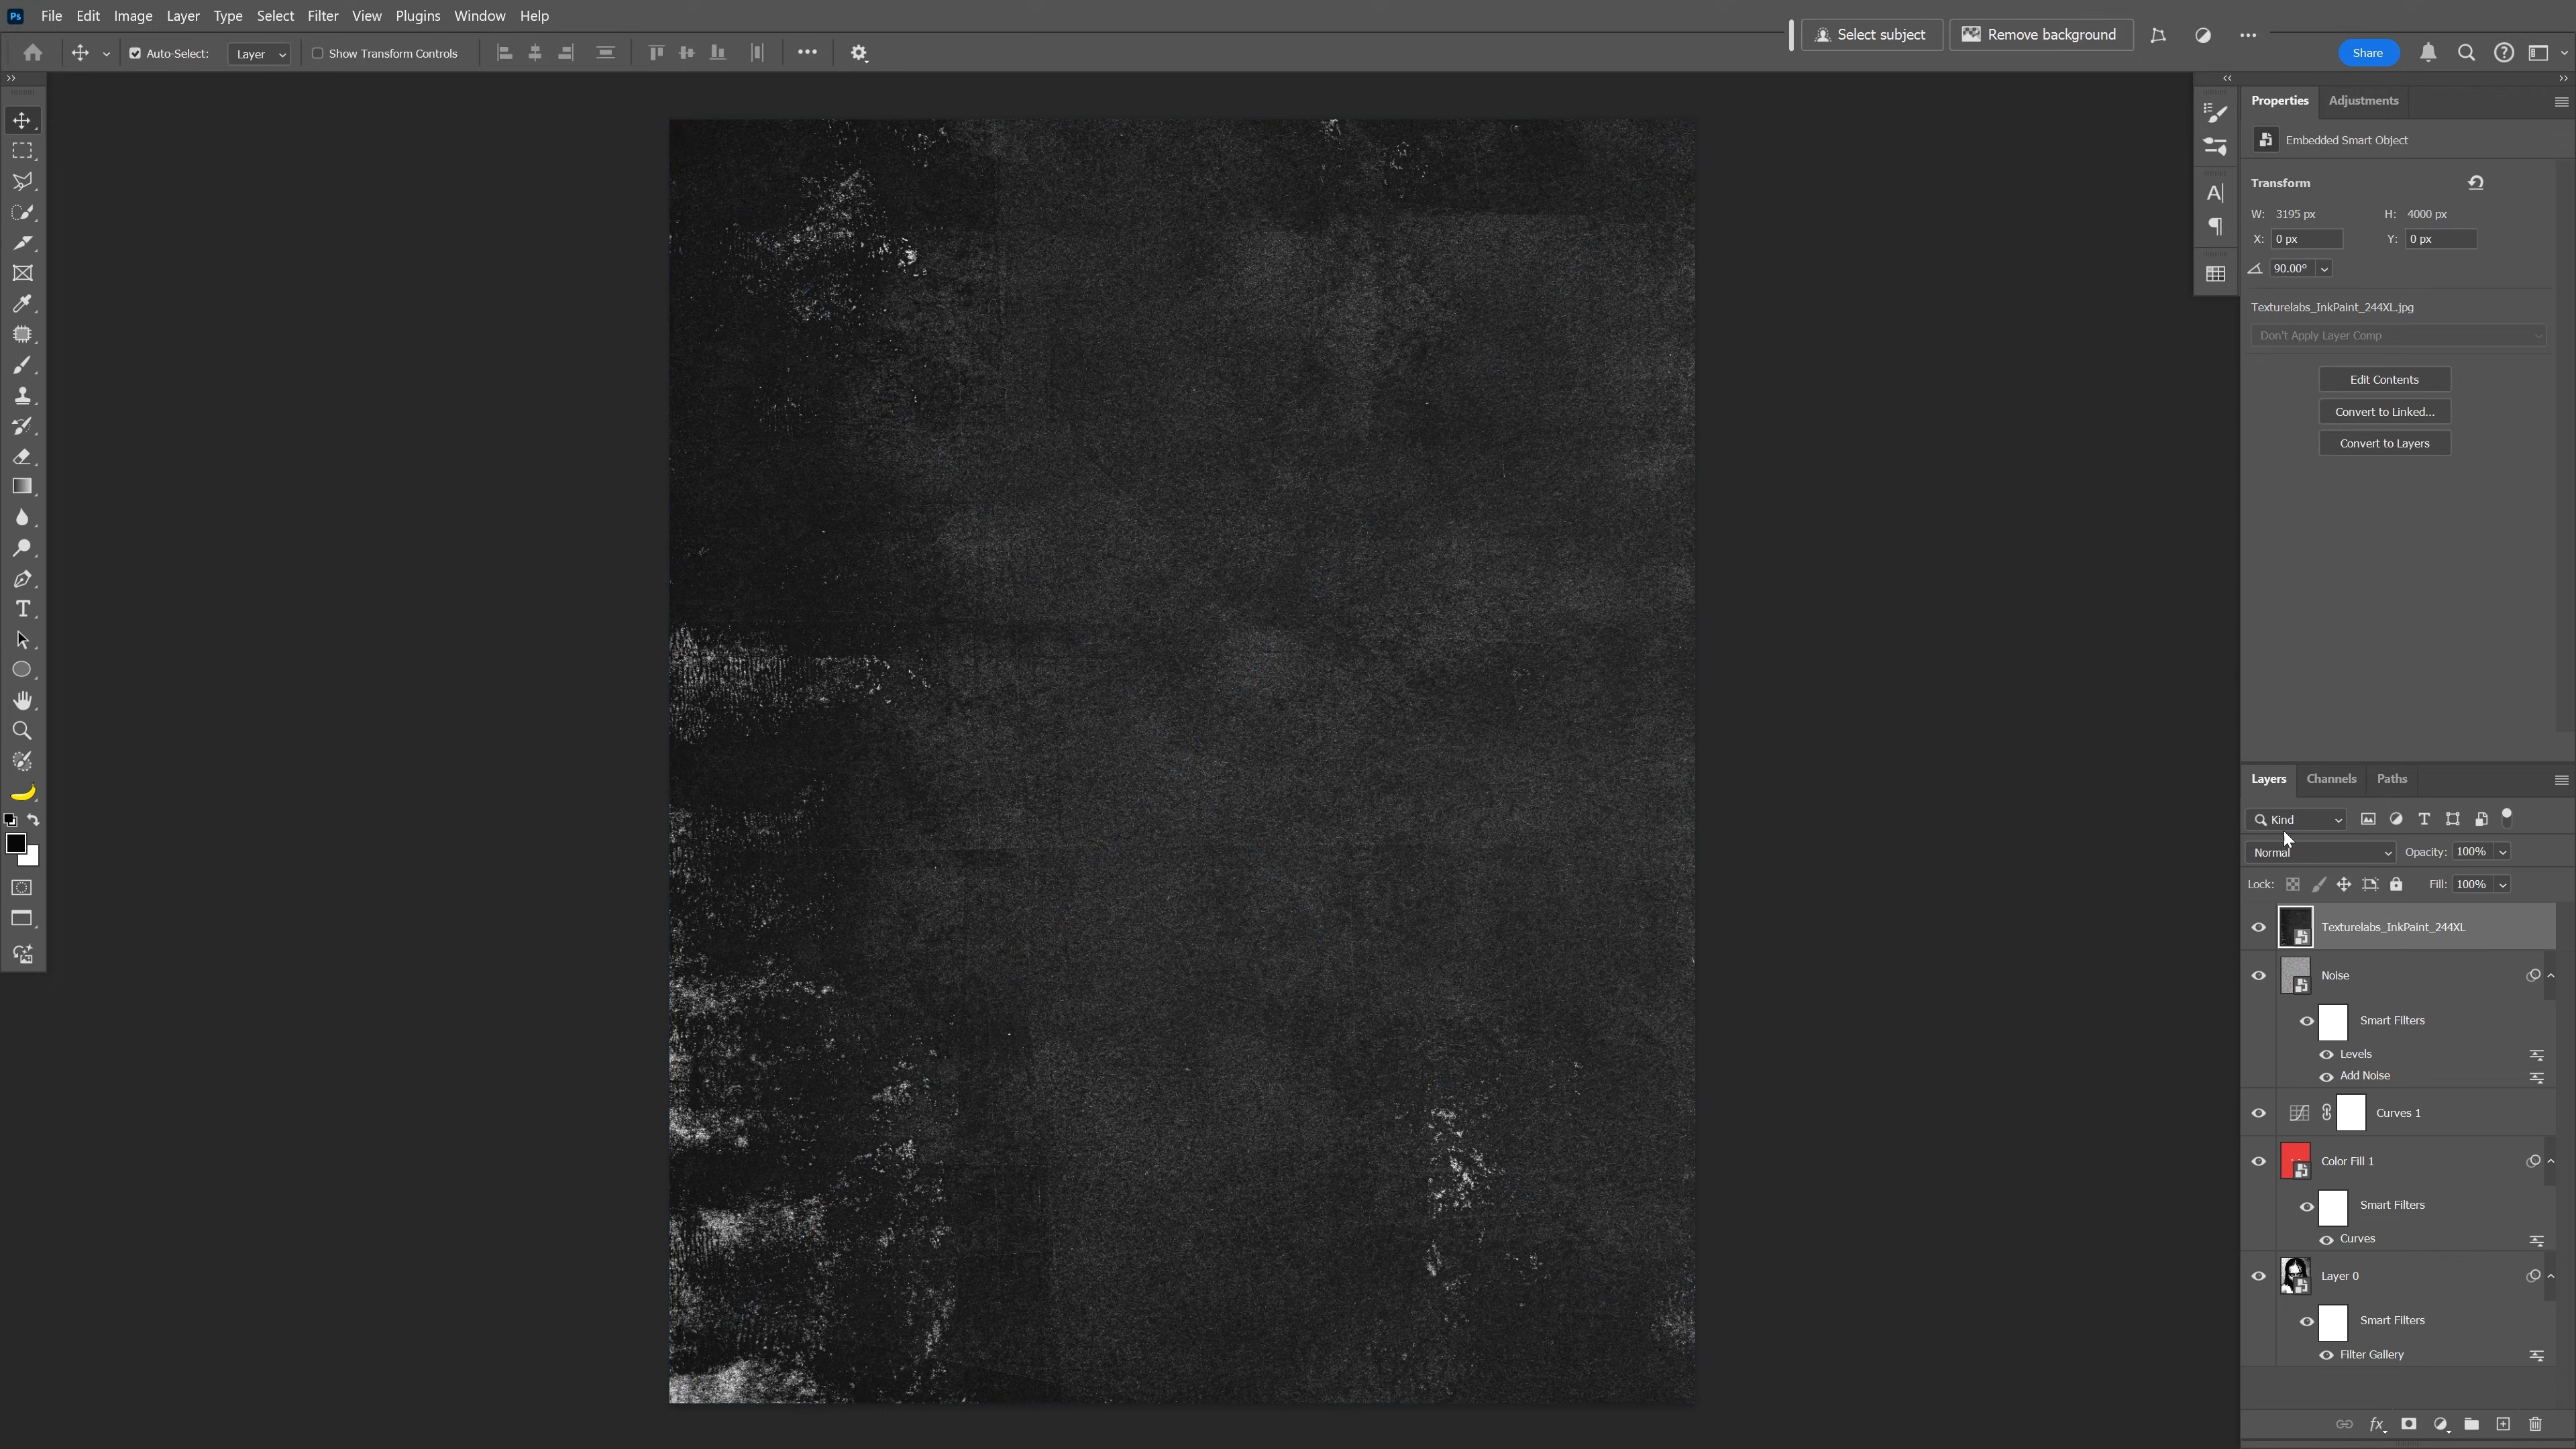 Ps File Edit Image Layer Type Select Filter View Plugins Window Help
Select subject Remove background
Auto-Select: Layer Show Transform Controls Share
Properties Adjustments
Embedded Smart Object
Transform
W: 3195 px H: 4000 px
X: 0 px Y: 0 px
90.00°
Texturelabs_InkPaint_244XL.jpg
Don't Apply Layer Comp
Edit Contents
Convert to Linked...
Convert to Layers
Layers Channels Paths
Kind
Normal Opacity: 100%
Lock: Fill: 100%
Texturelabs_InkPaint_244XL
Noise
Smart Filters
Levels
Add Noise
Curves 1
Color Fill 1
Smart Filters
Curves
Layer 0
Smart Filters
Filter Gallery
fx